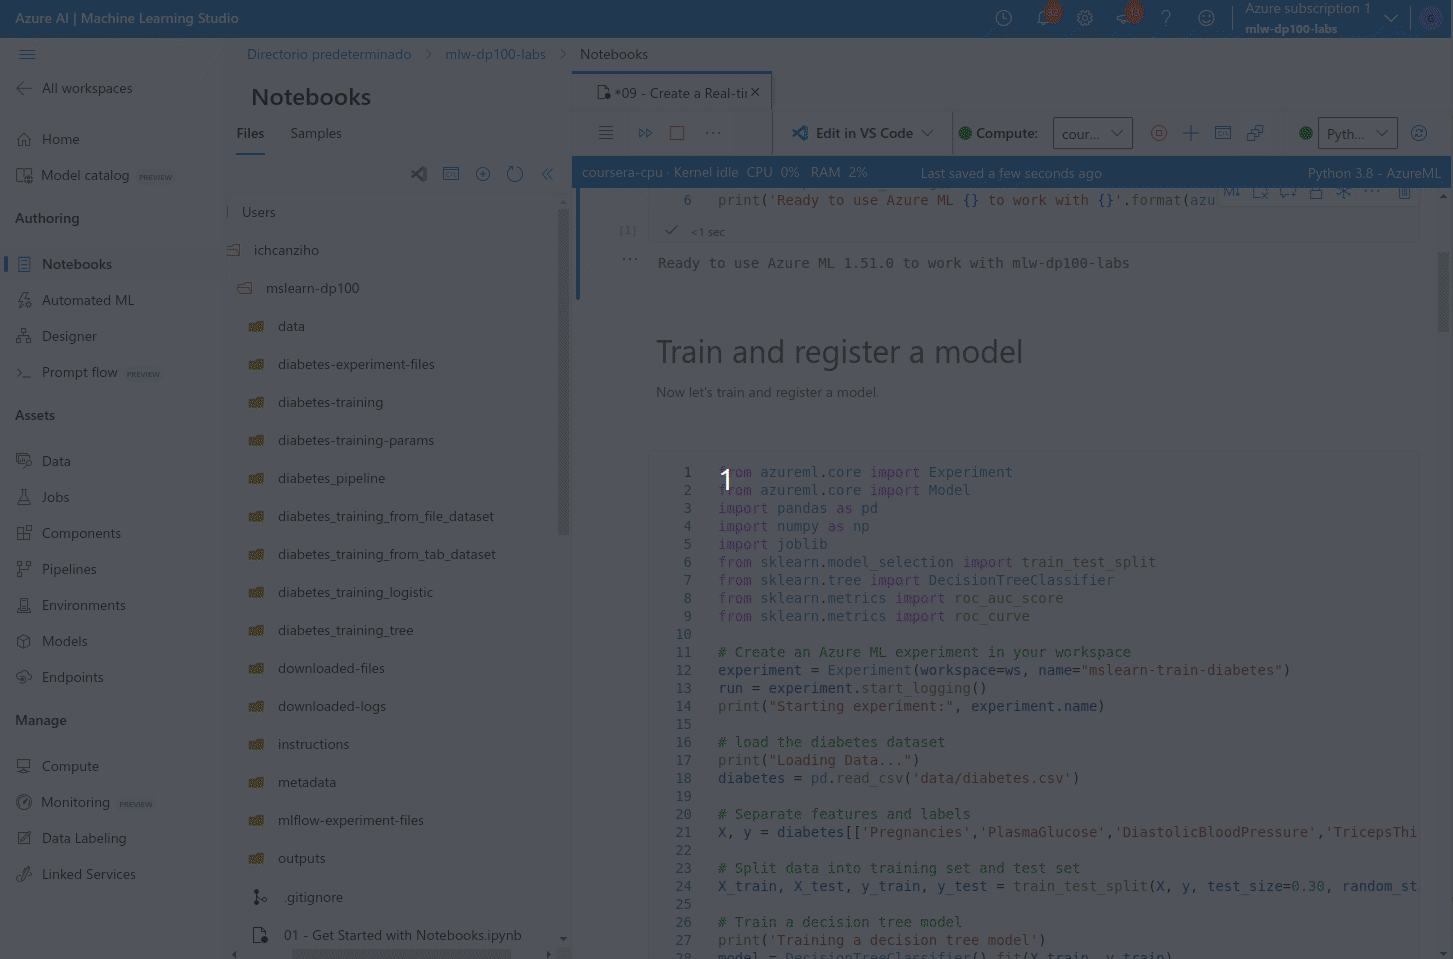 Azure AI | Machine Learning Studio
Azure subscription 1
mlw-dp100-labs
Directorio predeterminado > mlw-dp100-labs > Notebooks
All workspaces
Home
Model catalog PREVIEW
Authoring
Notebooks
Automated ML
Designer
Prompt flow PREVIEW
Assets
Data
Jobs
Components
Pipelines
Environments
Models
Endpoints
Manage
Compute
Monitoring PREVIEW
Data Labeling
Linked Services
Notebooks
Files Samples
Users
ichcanziho
mslearn-dp100
data
diabetes-experiment-files
diabetes-training
diabetes-training-params
diabetes_pipeline
diabetes_training_from_file_dataset
diabetes_training_from_tab_dataset
diabetes_training_logistic
diabetes_training_tree
downloaded-files
downloaded-logs
instructions
metadata
mlflow-experiment-files
outputs
.gitignore
01 - Get Started with Notebooks.ipynb
*09 - Create a Real-tir
Edit in VS Code Compute: cour... Pyth...
coursera-cpu · Kernel idle CPU 0% RAM 2% Last saved a few seconds ago Python 3.8 - AzureML
6 print('Ready to use Azure ML {} to work with {}'.format(azu
[1] <1 sec
Ready to use Azure ML 1.51.0 to work with mlw-dp100-labs
Train and register a model
Now let's train and register a model.
1
1 from azureml.core import Experiment
2 from azureml.core import Model
3 import pandas as pd
4 import numpy as np
5 import joblib
6 from sklearn.model_selection import train_test_split
7 from sklearn.tree import DecisionTreeClassifier
8 from sklearn.metrics import roc_auc_score
9 from sklearn.metrics import roc_curve
10
11 # Create an Azure ML experiment in your workspace
12 experiment = Experiment(workspace=ws, name="mslearn-train-diabetes")
13 run = experiment.start_logging()
14 print("Starting experiment:", experiment.name)
15
16 # load the diabetes dataset
17 print("Loading Data...")
18 diabetes = pd.read_csv('data/diabetes.csv')
19
20 # Separate features and labels
21 X, y = diabetes[['Pregnancies','PlasmaGlucose','DiastolicBloodPressure','TricepsThi
22
23 # Split data into training set and test set
24 X_train, X_test, y_train, y_test = train_test_split(X, y, test_size=0.30, random_st
25
26 # Train a decision tree model
27 print('Training a decision tree model')
28 model = DecisionTreeClassifier().fit(X_train, y_train)